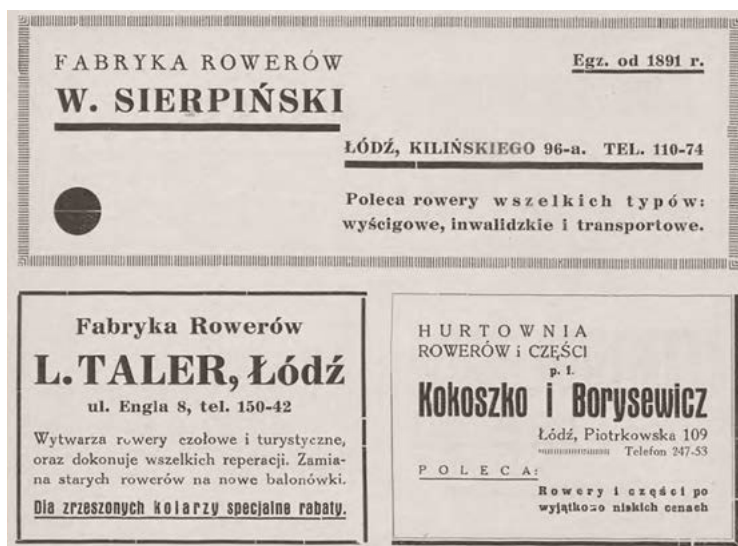 FABRYKA ROWERÓW
Egz. od 1891 r.
W. SIERPIŃSKI
ŁÓDŹ, KILIŃSKIEGO 96-a. TEL. 110-74
Poleca rowery wszelkich typów:
wyścigowe, inwalidzkie i transportowe.
Fabryka Rowerów
L. TALER, Łódź
ul. Engla 8, tel. 150-42
Wytwarza rowery czołowe i turystyczne,
oraz dokonuje wszelkich reperacji. Zamia-
na starych rowerów na nowe balonówki.
Dla zrzeszonych kolarzy specjalne rabaty.
HURTOWNIA
ROWERÓW i CZĘŚCI
p. f.
Kokoszko i Borysewicz
Łódź, Piotrkowska 109
Telefon 247-53
POLECA:
Rowery i części po
wyjątkowo niskich cenach